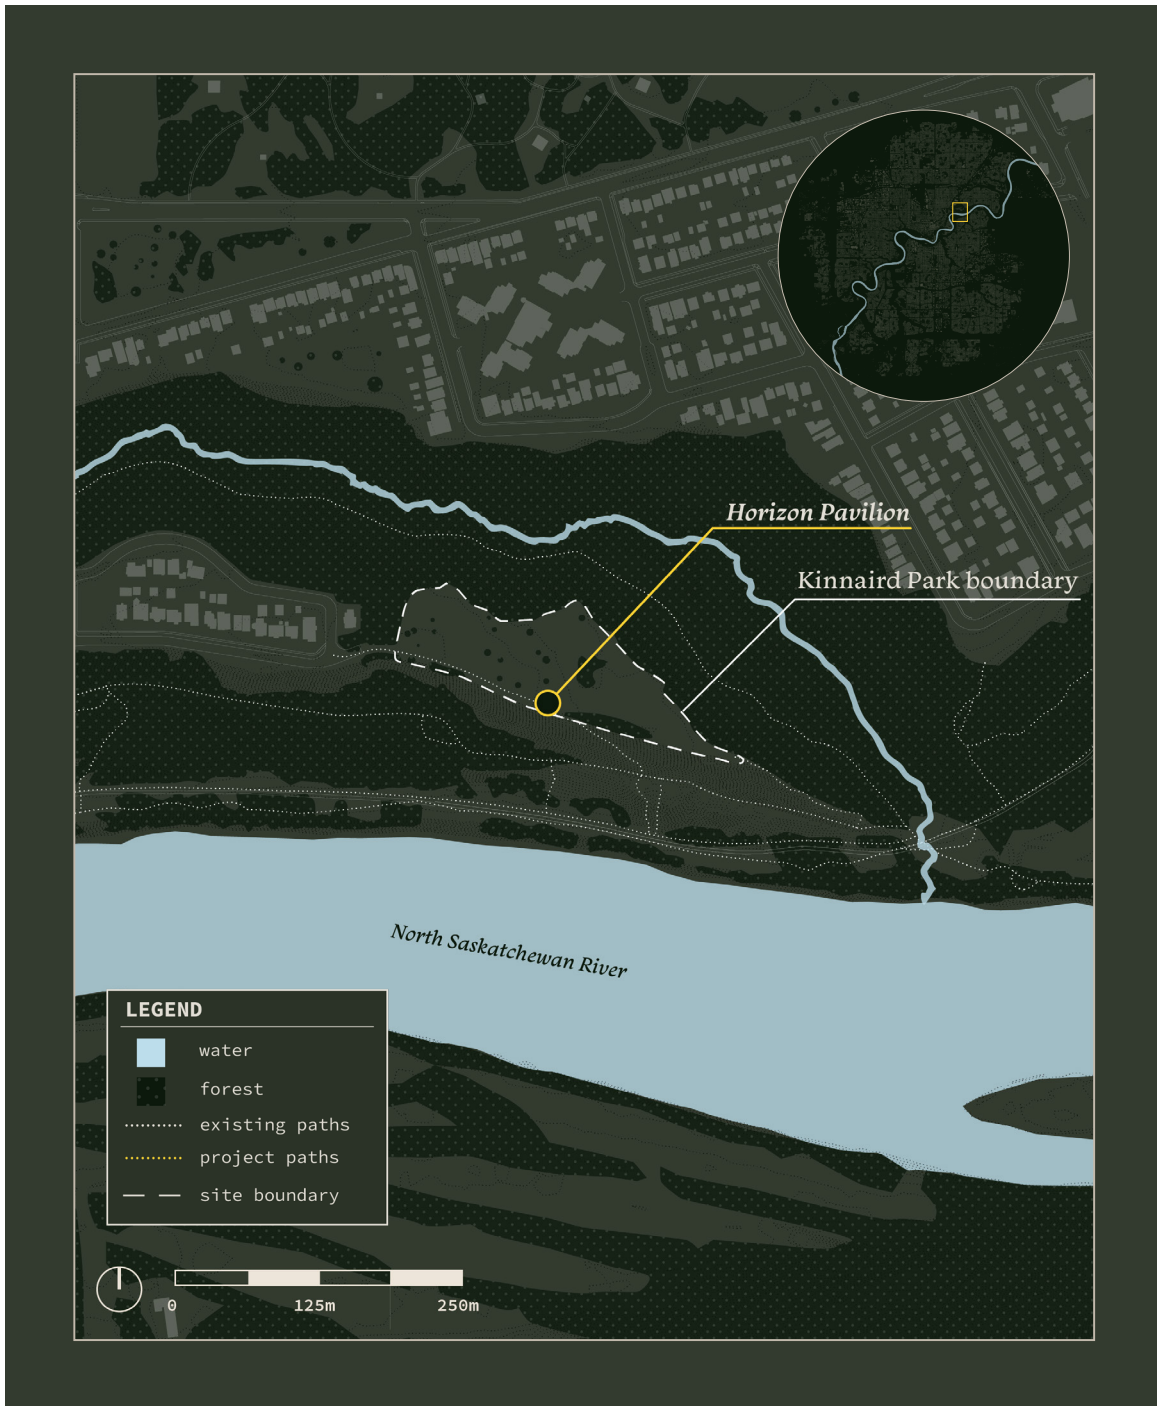 Horizon Pavilion
Kinnaird Park boundary
North Saskatchewan River
LEGEND
water
forest
existing paths
project paths
site boundary
0 125m 250m